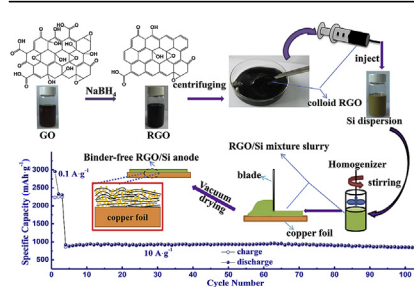 NaBH₄
GO
RGO
centrifuging
colloid RGO
inject
Si dispersion
Homogenizer
stirring
RGO/Si mixture slurry
blade
copper foil
Vacuum
drying
Binder-free RGO/Si anode
copper foil
Specific Capacity (mAh g⁻¹)
3000
2500
2000
1500
1000
500
0.1 A·g⁻¹
10 A·g⁻¹
charge
discharge
0 10 20 30 40 50 60 70 80 90 100
Cycle Number